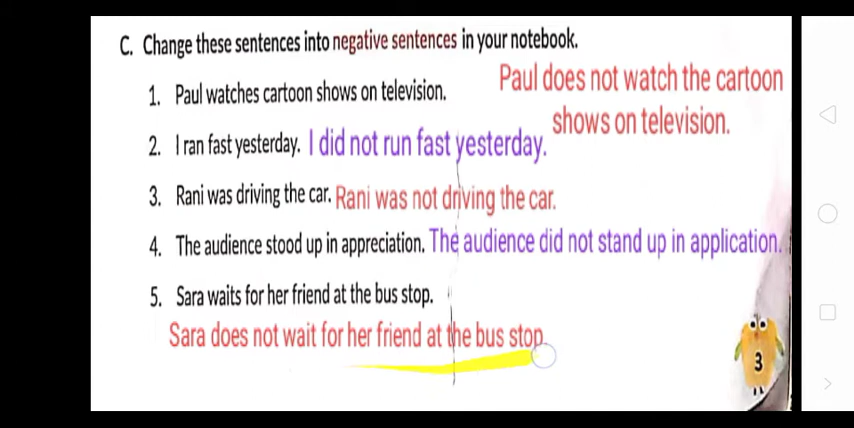 C. Change these sentences into negative sentences in your notebook.
1. Paul watches cartoon shows on television. Paul does not watch the cartoon
shows on television.
2. I ran fast yesterday. I did not run fast yesterday.
3. Rani was driving the car. Rani was not driving the car.
4. The audience stood up in appreciation. The audience did not stand up in application.
5. Sara waits for her friend at the bus stop.
Sara does not wait for her friend at the bus stop.
3